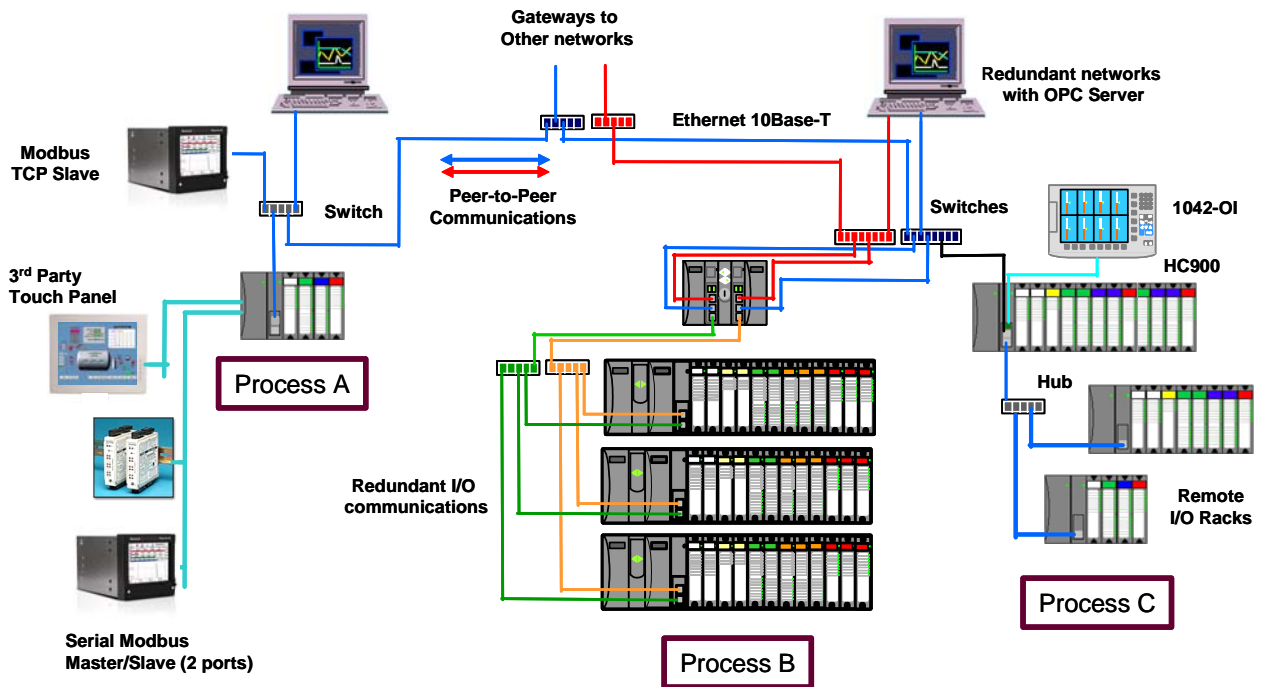 Gateways to
Other networks
Redundant networks
with OPC Server
Ethernet 10Base-T
Modbus
TCP Slave
Peer-to-Peer
Communications
Switch
Switches
1042-OI
HC900
3rd Party
Touch Panel
Process A
Hub
Redundant I/O
communications
Remote
I/O Racks
Process C
Serial Modbus
Master/Slave (2 ports)
Process B